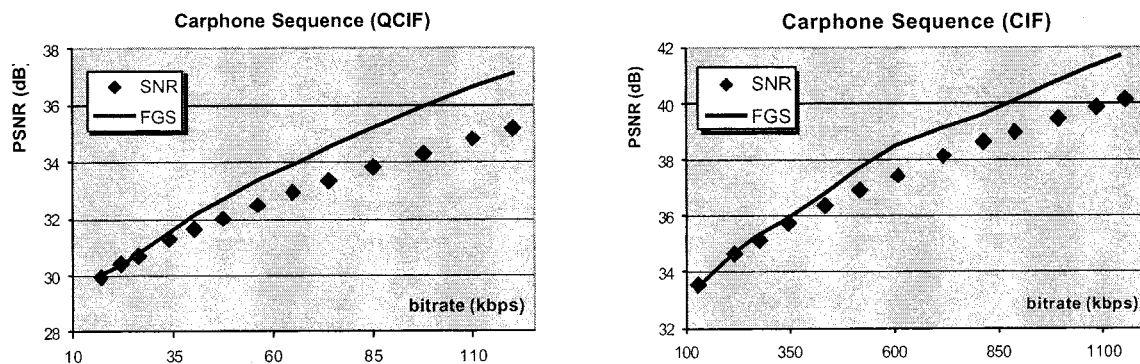 Carphone Sequence (QCIF)
38
36
34
32
30
28
PSNR (dB)
SNR
FGS
bitrate (kbps)
10 35 60 85 110
Carphone Sequence (CIF)
42
40
38
36
34
32
PSNR (dB)
SNR
FGS
bitrate (kbps)
100 350 600 850 1100